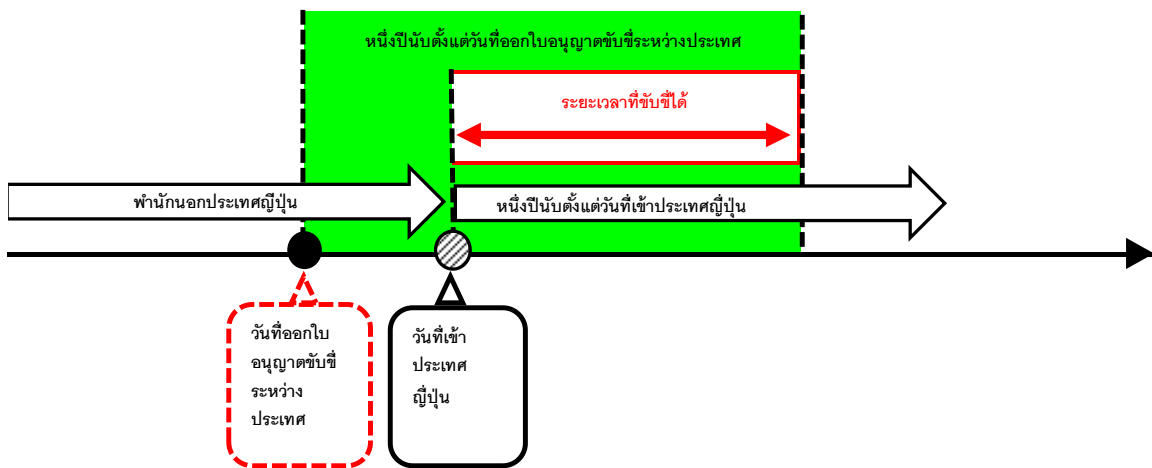 หนึ่งปีนับตั้งแต่วันที่ออกใบอนุญาตขับขี่ระหว่างประเทศ
ระยะเวลาที่ขับขี่ได้
พำนักนอกประเทศญี่ปุ่น
หนึ่งปีนับตั้งแต่วันที่เข้าประเทศญี่ปุ่น
วันที่ออกใบ
อนุญาตขับขี่
ระหว่าง
ประเทศ
วันที่เข้า
ประเทศ
ญี่ปุ่น